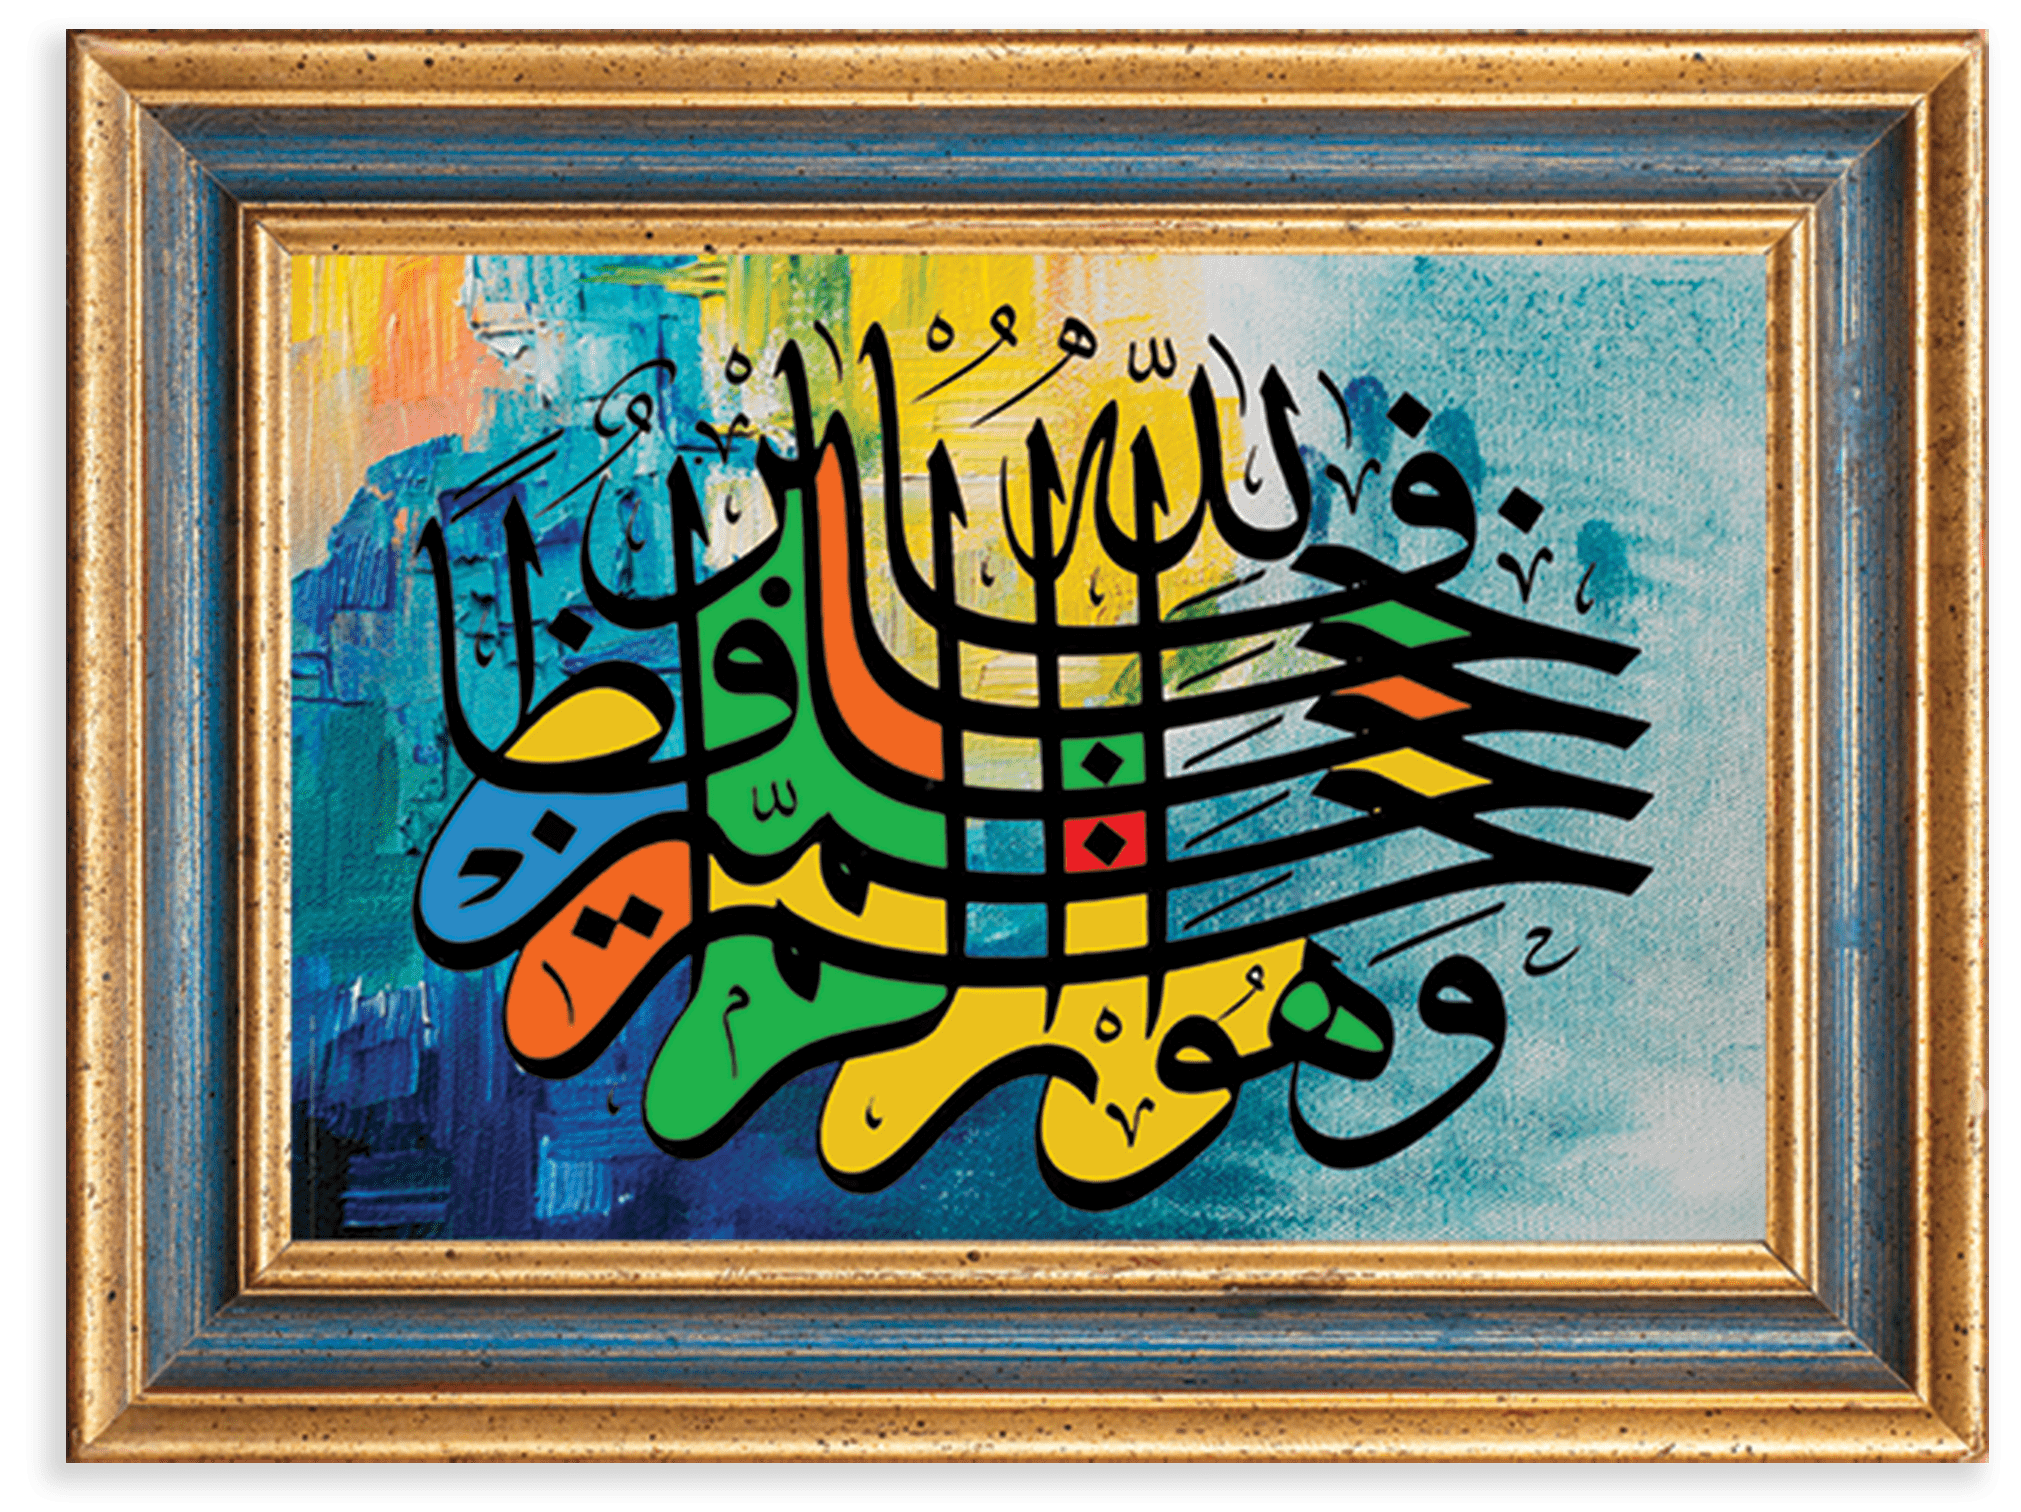 فَاللّٰهُ خَيْرٌ حَافِظًا وَهُوَ أَرْحَمُ الرَّاحِمِينَ